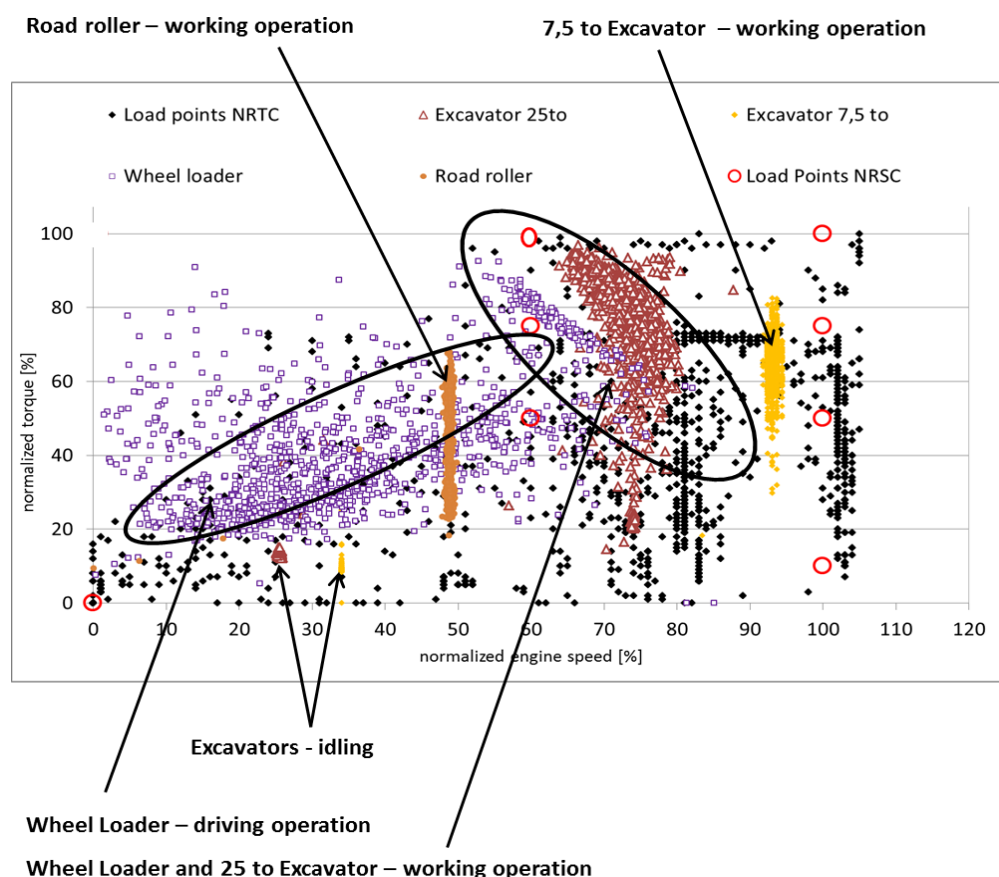 Road roller – working operation
7,5 to Excavator – working operation
Load points NRTC
Excavator 25to
Excavator 7,5 to
Wheel loader
Road roller
Load Points NRSC
100
80
60
40
20
0
normalized torque [%]
0 10 20 30 40 50 60 70 80 90 100 110 120
normalized engine speed [%]
Excavators - idling
Wheel Loader – driving operation
Wheel Loader and 25 to Excavator – working operation